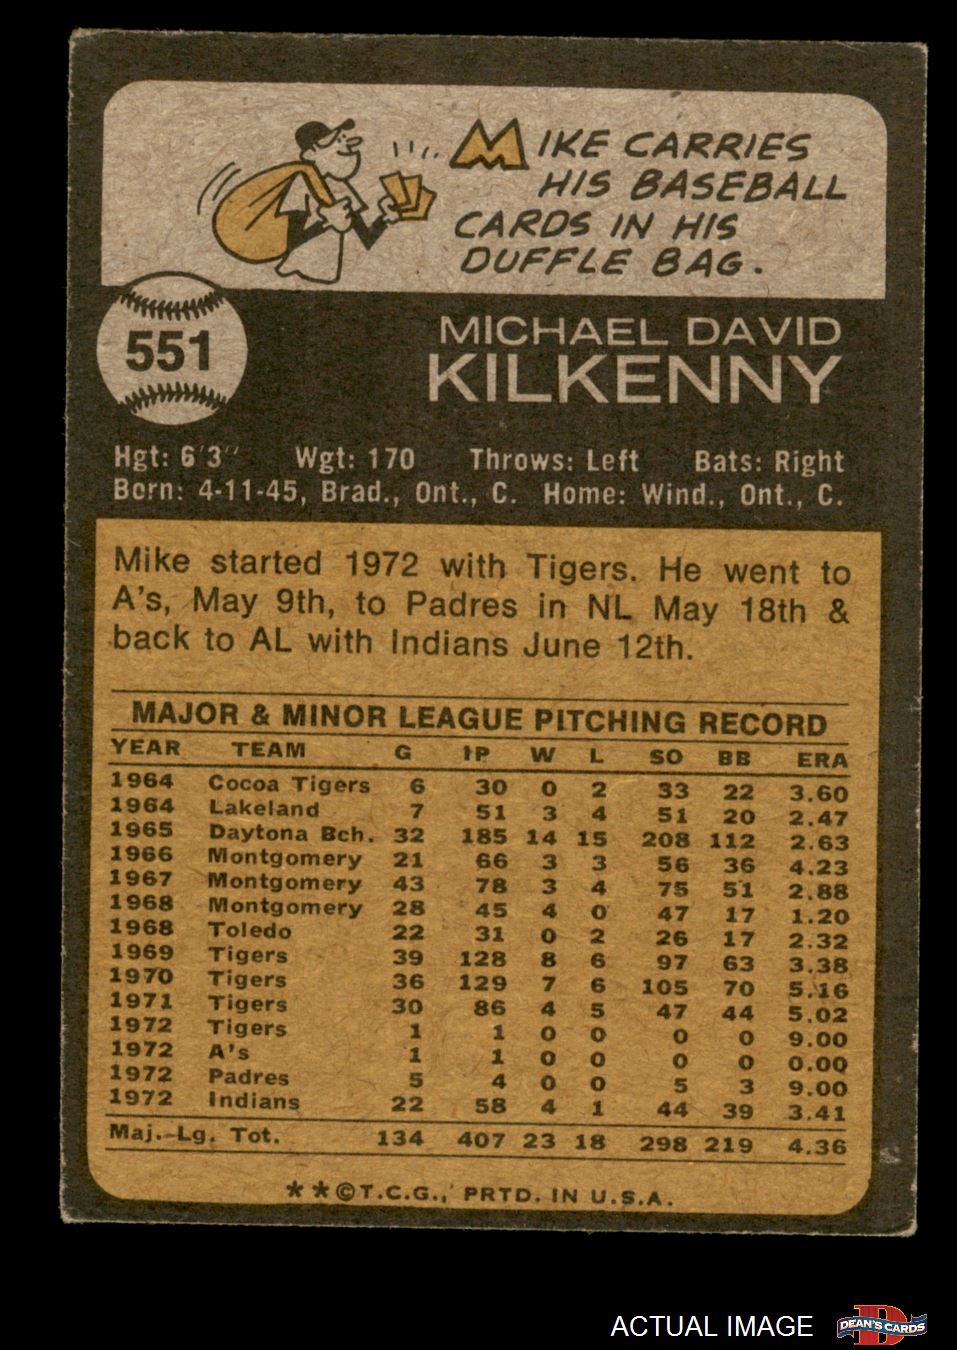 MIKE CARRIES
HIS BASEBALL
CARDS IN HIS
DUFFLE BAG.
551
MICHAEL DAVID
KILKENNY
Hgt: 6'3" Wgt: 170 Throws: Left Bats: Right
Born: 4-11-45, Brad., Ont., C. Home: Wind., Ont., C.
Mike started 1972 with Tigers. He went to
A's, May 9th, to Padres in NL May 18th &
back to AL with Indians June 12th.
MAJOR & MINOR LEAGUE PITCHING RECORD
YEAR TEAM G IP W L SO BB ERA
1964 Cocoa Tigers 6 30 0 2 33 22 3.60
1964 Lakeland 7 51 3 4 51 20 2.47
1965 Daytona Bch. 32 185 14 15 208 112 2.63
1966 Montgomery 21 66 3 3 56 36 4.23
1967 Montgomery 43 78 3 4 75 51 2.88
1968 Montgomery 28 45 4 0 47 17 1.20
1968 Toledo 22 31 0 2 26 17 2.32
1969 Tigers 39 128 8 6 97 63 3.38
1970 Tigers 36 129 7 6 105 70 5.16
1971 Tigers 30 86 4 5 47 44 5.02
1972 Tigers 1 1 0 0 0 0 9.00
1972 A's 1 1 0 0 0 0 0.00
1972 Padres 5 4 0 0 5 3 9.00
1972 Indians 22 58 4 1 44 39 3.41
Maj. Lg. Tot. 134 407 23 18 298 219 4.36
**©T.C.G., PRTD. IN U.S.A.
ACTUAL IMAGE
D
DEAN'S CARDS